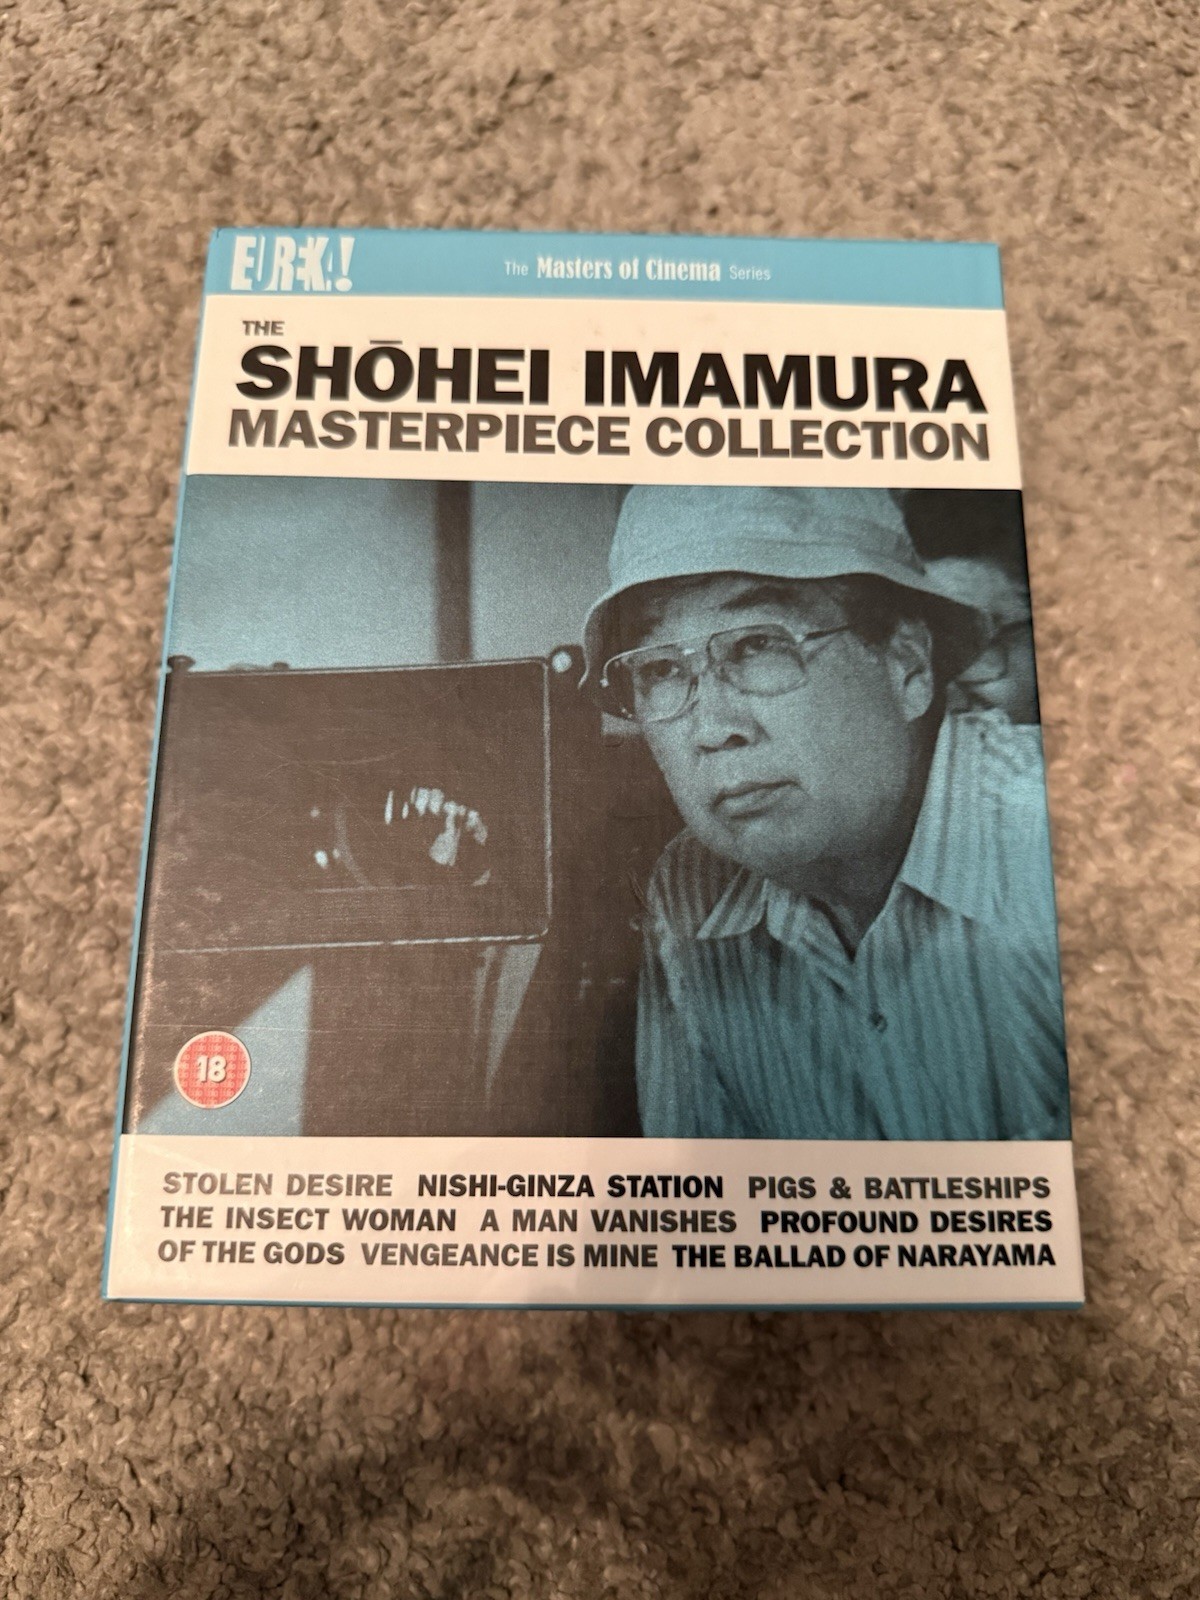 EUREKA!
The Masters of Cinema Series
THE
SHŌHEI IMAMURA
MASTERPIECE COLLECTION
18
STOLEN DESIRE NISHI-GINZA STATION PIGS & BATTLESHIPS
THE INSECT WOMAN A MAN VANISHES PROFOUND DESIRES
OF THE GODS VENGEANCE IS MINE THE BALLAD OF NARAYAMA